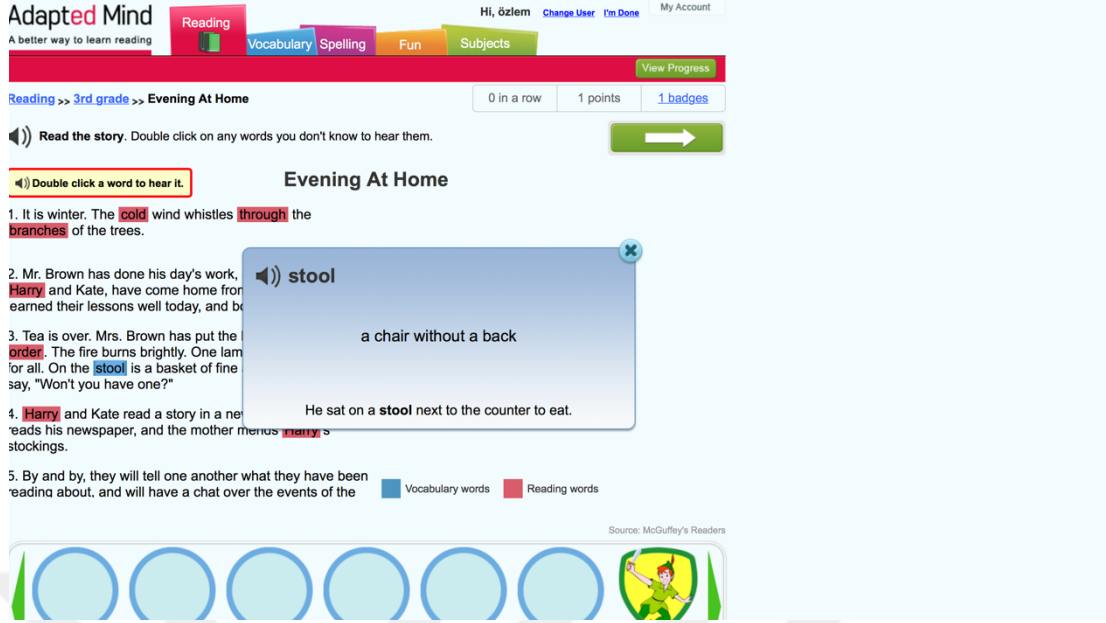 Adapted Mind
A better way to learn reading
Reading
Vocabulary
Spelling
Fun
Subjects
Hi, özlem Change User I'm Done
My Account
View Progress
Reading >> 3rd grade >> Evening At Home
0 in a row
1 points
1 badges
Read the story. Double click on any words you don't know to hear them.
Double click a word to hear it.
Evening At Home
1. It is winter. The cold wind whistles through the
branches of the trees.
2. Mr. Brown has done his day's work,
Harry and Kate, have come home
earned their lessons well today, and
3. Tea is over. Mrs. Brown has put the
order. The fire burns brightly. One
for all. On the stool is a basket of fine
say, "Won't you have one?"
4. Harry and Kate read a story in a
reads his newspaper, and the mother mends Harry's
stockings.
5. By and by, they will tell one another what they have been
reading about, and will have a chat over the events of the
stool
a chair without a back
He sat on a stool next to the counter to eat.
Vocabulary words
Reading words
Source: McGuffey's Readers